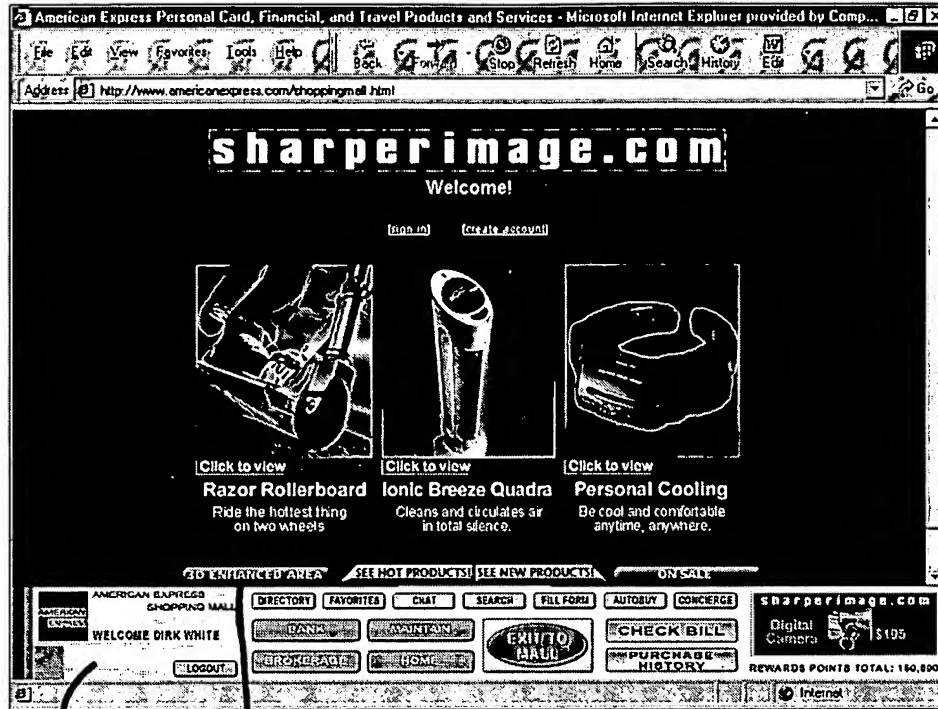 American Express Personal Card, Financial, and Travel Products and Services - Microsoft Internet Explorer provided by Comp...
File Edit View Favorites Tools Help
Back Forward Stop Refresh Home Search History Edit
Address http://www.americanexpress.com/shoppingmall.html Go
sharperimage.com
Welcome!
[sign in] [create account]
Click to view Click to view Click to view
Razor Rollerboard Ionic Breeze Quadra Personal Cooling
Ride the hottest thing Cleans and circulates air Be cool and comfortable
on two wheels in total silence. anytime, anywhere.
3D ENHANCED AREA SEE HOT PRODUCTS! SEE NEW PRODUCTS! ON SALE
AMERICAN EXPRESS
SHOPPING MALL
AMERICAN
EXPRESS
WELCOME DIRK WHITE
LOGOUT
DIRECTORY FAVORITES CHAT SEARCH FILL FORM AUTOBUY CONCIERGE
BANK MAINTAIN EXIT TO CHECK BILL
BROKERAGE HOME MALL PURCHASE
HISTORY
sharperimage.com
Digital
Camera $195
REWARDS POINTS TOTAL: 150,000
Internet